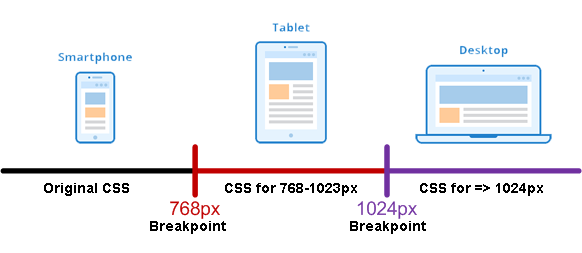 Smartphone
Tablet
Desktop
Original CSS
CSS for 768-1023px
CSS for => 1024px
768px
Breakpoint
1024px
Breakpoint